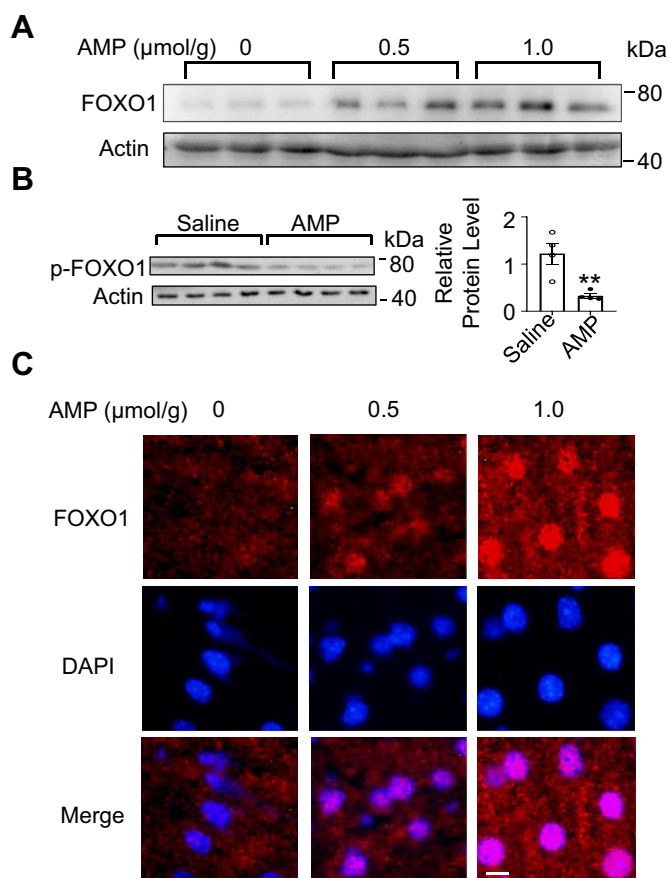 A
AMP (μmol/g) 0 0.5 1.0 kDa
FOXO1 80
Actin 40
B
Saline AMP kDa
p-FOXO1 80
Actin 40
Relative
Protein Level
2
1
0
**
Saline
AMP
C
AMP (μmol/g) 0 0.5 1.0
FOXO1
DAPI
Merge